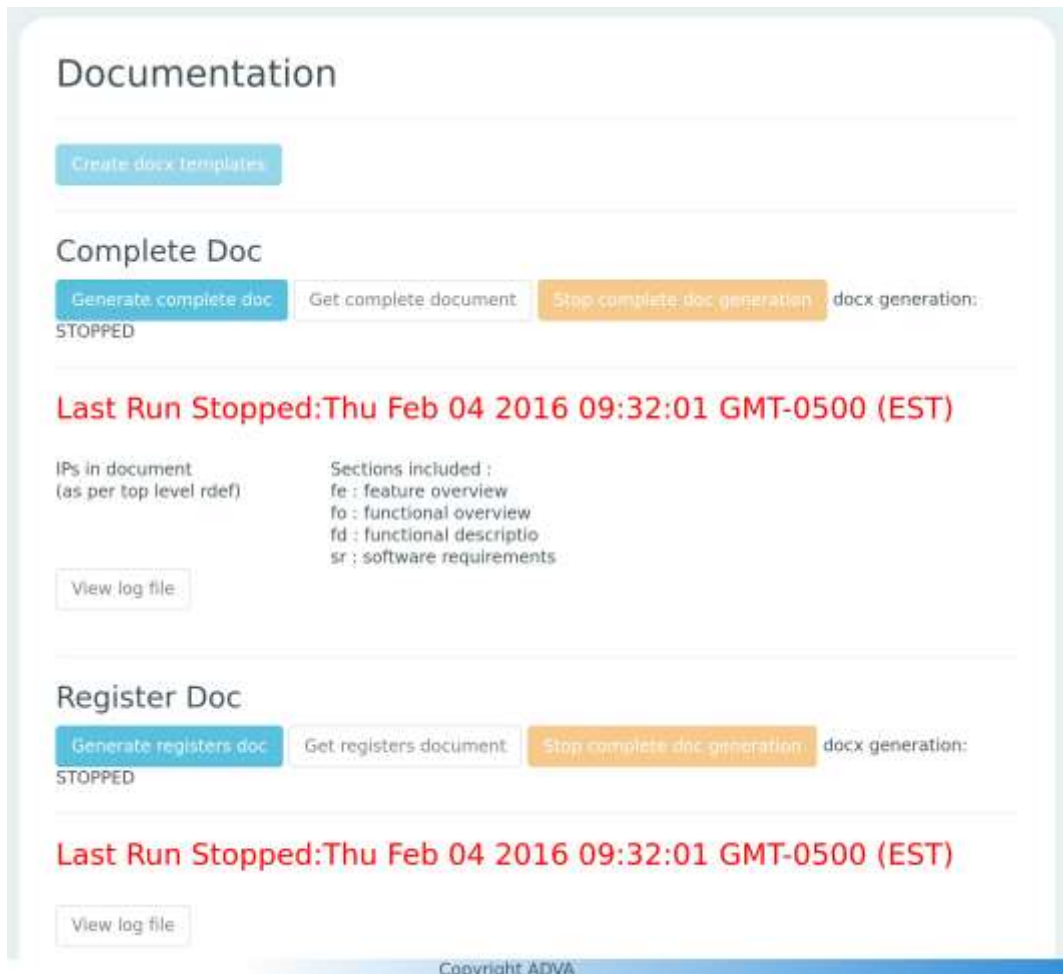 Documentation
Create docx templates
Complete Doc
Generate complete doc Get complete document Stop complete doc generation docx generation:
STOPPED
Last Run Stopped:Thu Feb 04 2016 09:32:01 GMT-0500 (EST)
IPs in document Sections included :
(as per top level rdef) fe : feature overview
fo : functional overview
fd : functional descriptio
sr : software requirements
View log file
Register Doc
Generate registers doc Get registers document Stop complete doc generation docx generation:
STOPPED
Last Run Stopped:Thu Feb 04 2016 09:32:01 GMT-0500 (EST)
View log file
Copyright ADVA